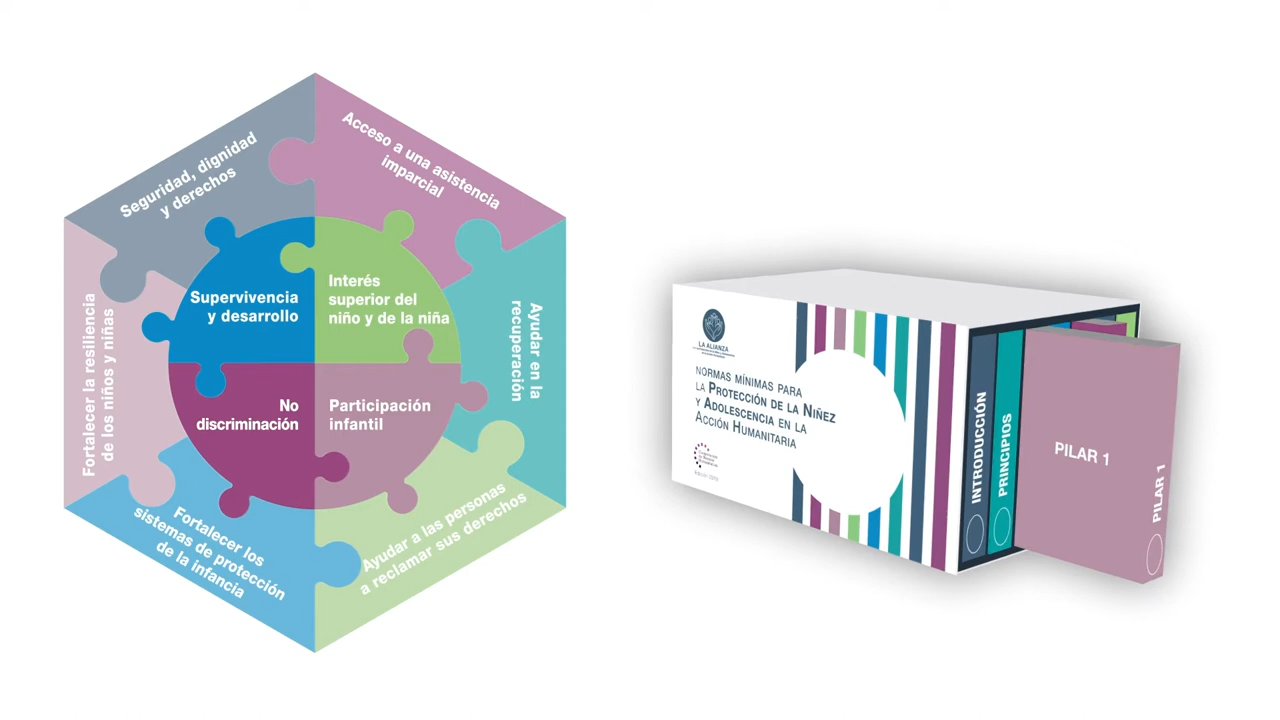 Seguridad, dignidad
y derechos
Acceso a una asistencia
imparcial
Ayudar en la
recuperación
Ayudar a las personas
a reclamar sus derechos
Fortalecer los
sistemas de protección
de la infancia
Fortalecer la resiliencia
de los niños y niñas
Supervivencia
y desarrollo
Interés
superior del
niño y de la niña
No
discriminación
Participación
infantil
LA ALIANZA
NORMAS MÍNIMAS PARA
LA PROTECCIÓN DE LA NIÑEZ
Y ADOLESCENCIA EN LA
ACCIÓN HUMANITARIA
Edición 2019
INTRODUCCIÓN
PRINCIPIOS
PILAR 1
PILAR 1